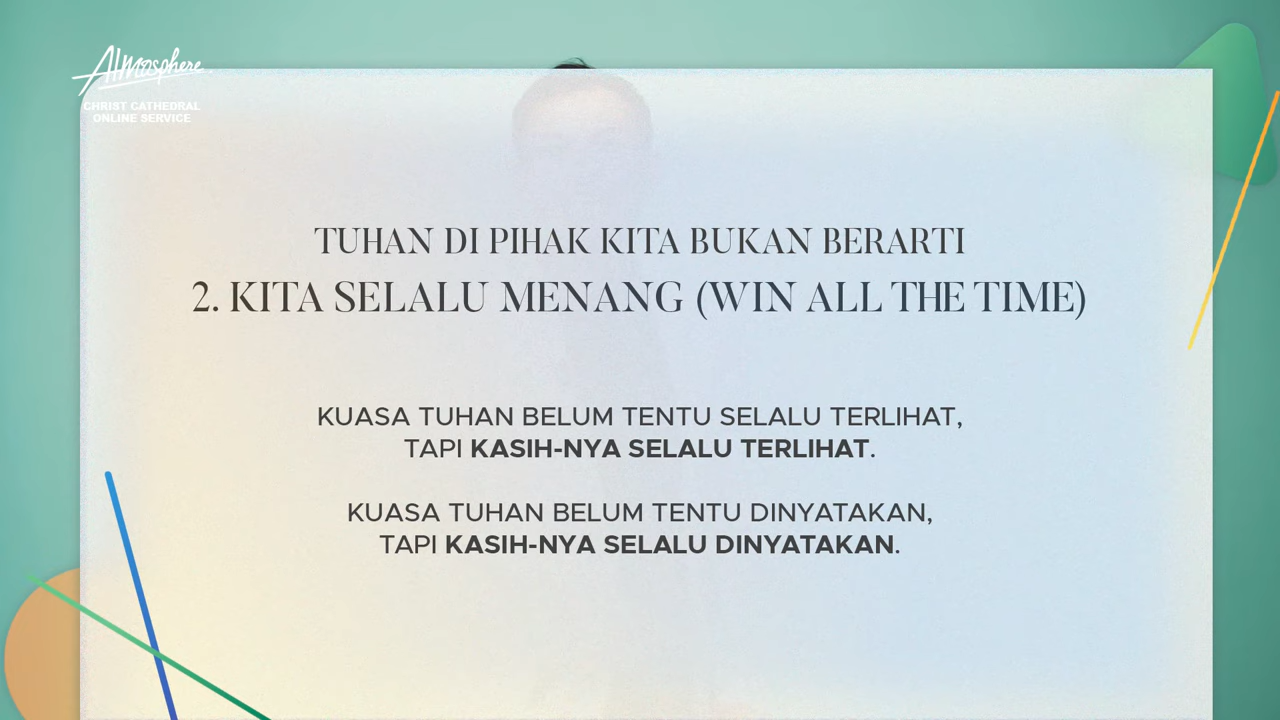 Atmosphere
CHRIST CATHEDRAL
ONLINE SERVICE
TUHAN DI PIHAK KITA BUKAN BERARTI
2. KITA SELALU MENANG (WIN ALL THE TIME)
KUASA TUHAN BELUM TENTU SELALU TERLIHAT,
TAPI KASIH-NYA SELALU TERLIHAT.
KUASA TUHAN BELUM TENTU DINYATAKAN,
TAPI KASIH-NYA SELALU DINYATAKAN.